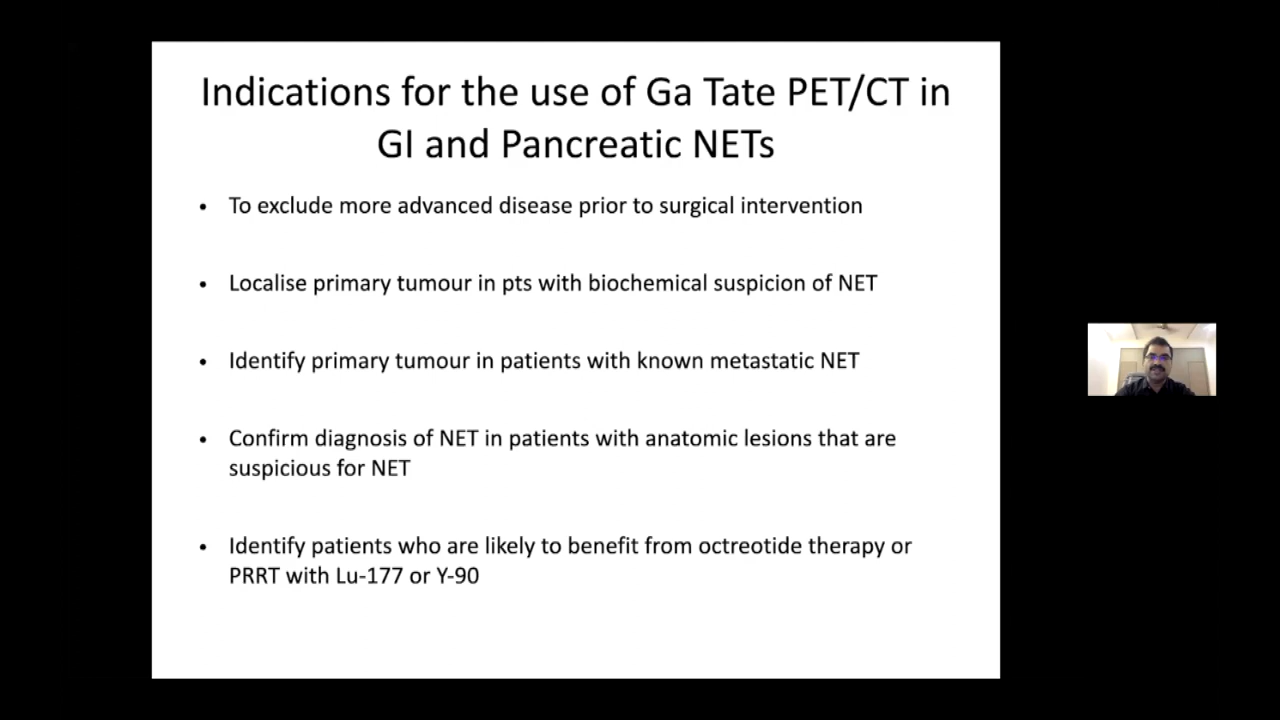 Indications for the use of Ga Tate PET/CT in
GI and Pancreatic NETs
• To exclude more advanced disease prior to surgical intervention
• Localise primary tumour in pts with biochemical suspicion of NET
• Identify primary tumour in patients with known metastatic NET
• Confirm diagnosis of NET in patients with anatomic lesions that are
suspicious for NET
• Identify patients who are likely to benefit from octreotide therapy or
PRRT with Lu-177 or Y-90